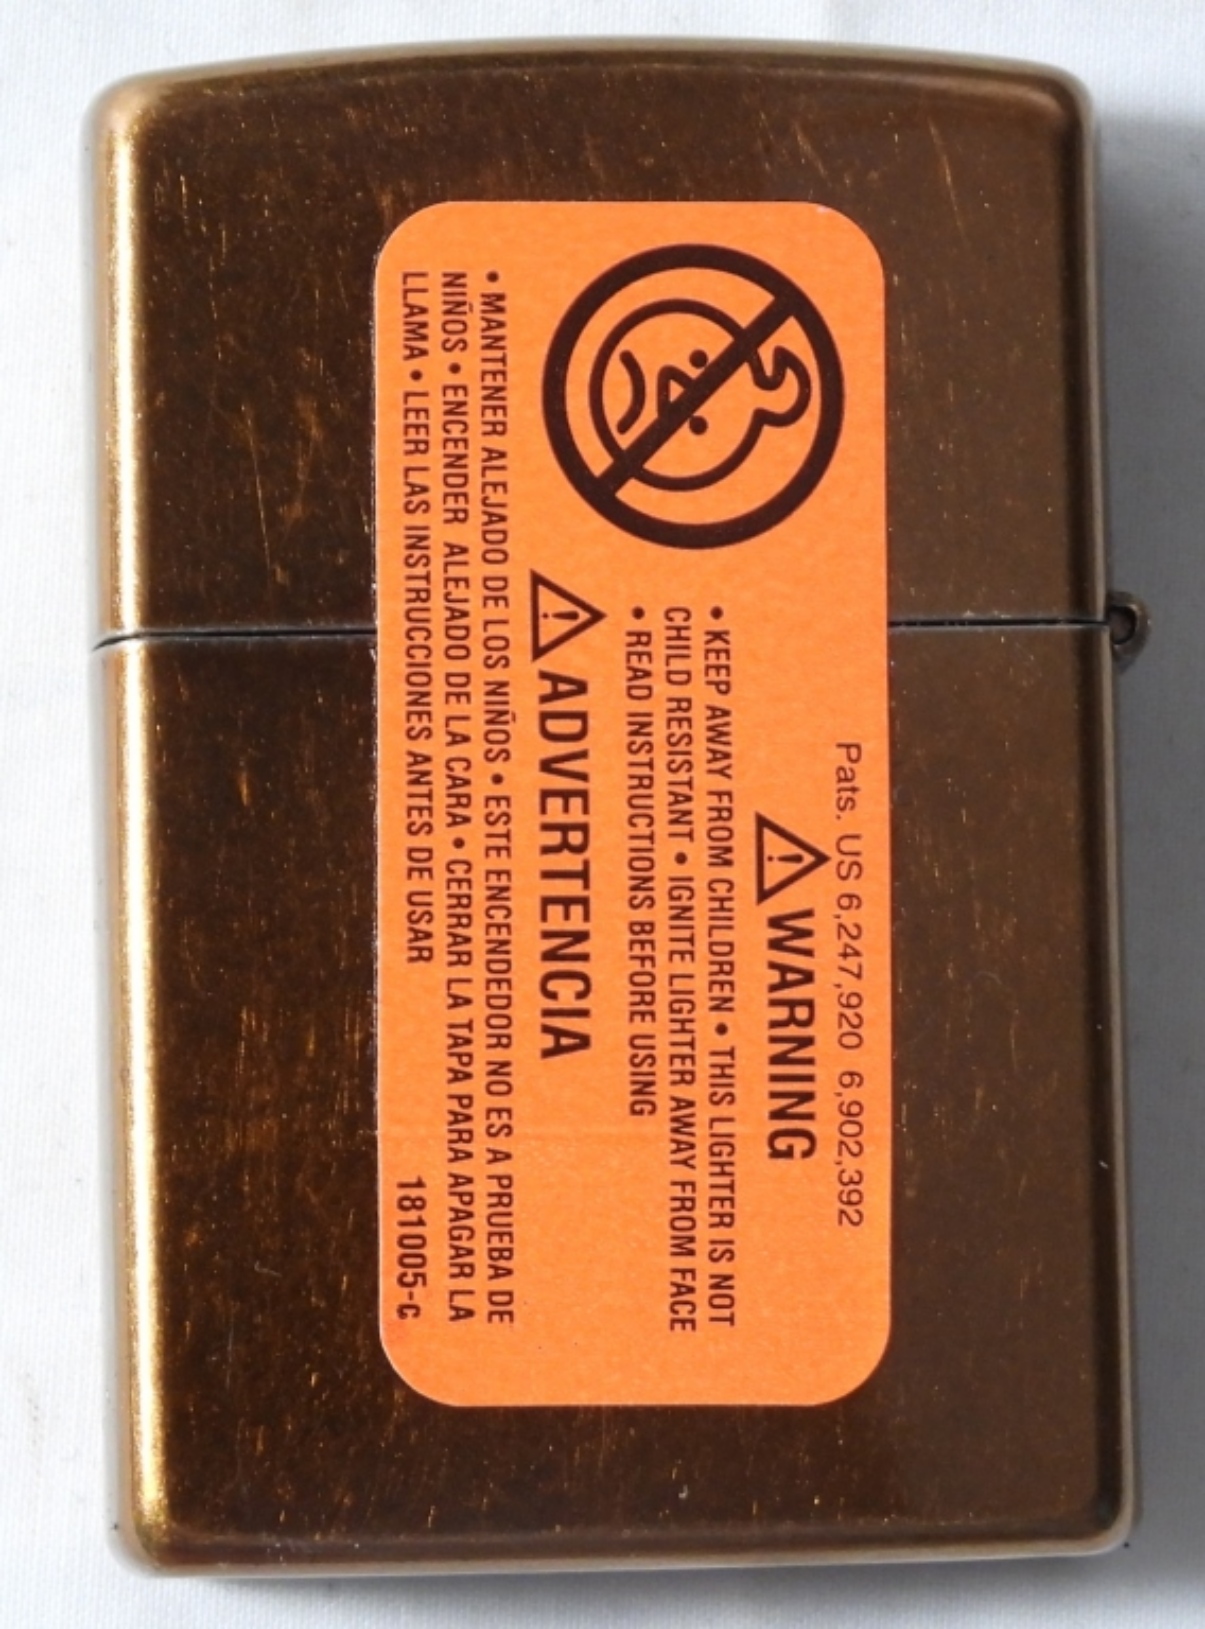 Pats. US 6,247,920 6,902,392
WARNING
• KEEP AWAY FROM CHILDREN • THIS LIGHTER IS NOT
CHILD RESISTANT • IGNITE LIGHTER AWAY FROM FACE
• READ INSTRUCTIONS BEFORE USING
ADVERTENCIA
• MANTENER ALEJADO DE LOS NIÑOS • ESTE ENCENDEDOR NO ES A PRUEBA DE
NIÑOS • ENCENDER ALEJADO DE LA CARA • CERRAR LA TAPA PARA APAGAR LA
LLAMA • LEER LAS INSTRUCCIONES ANTES DE USAR 181005-c